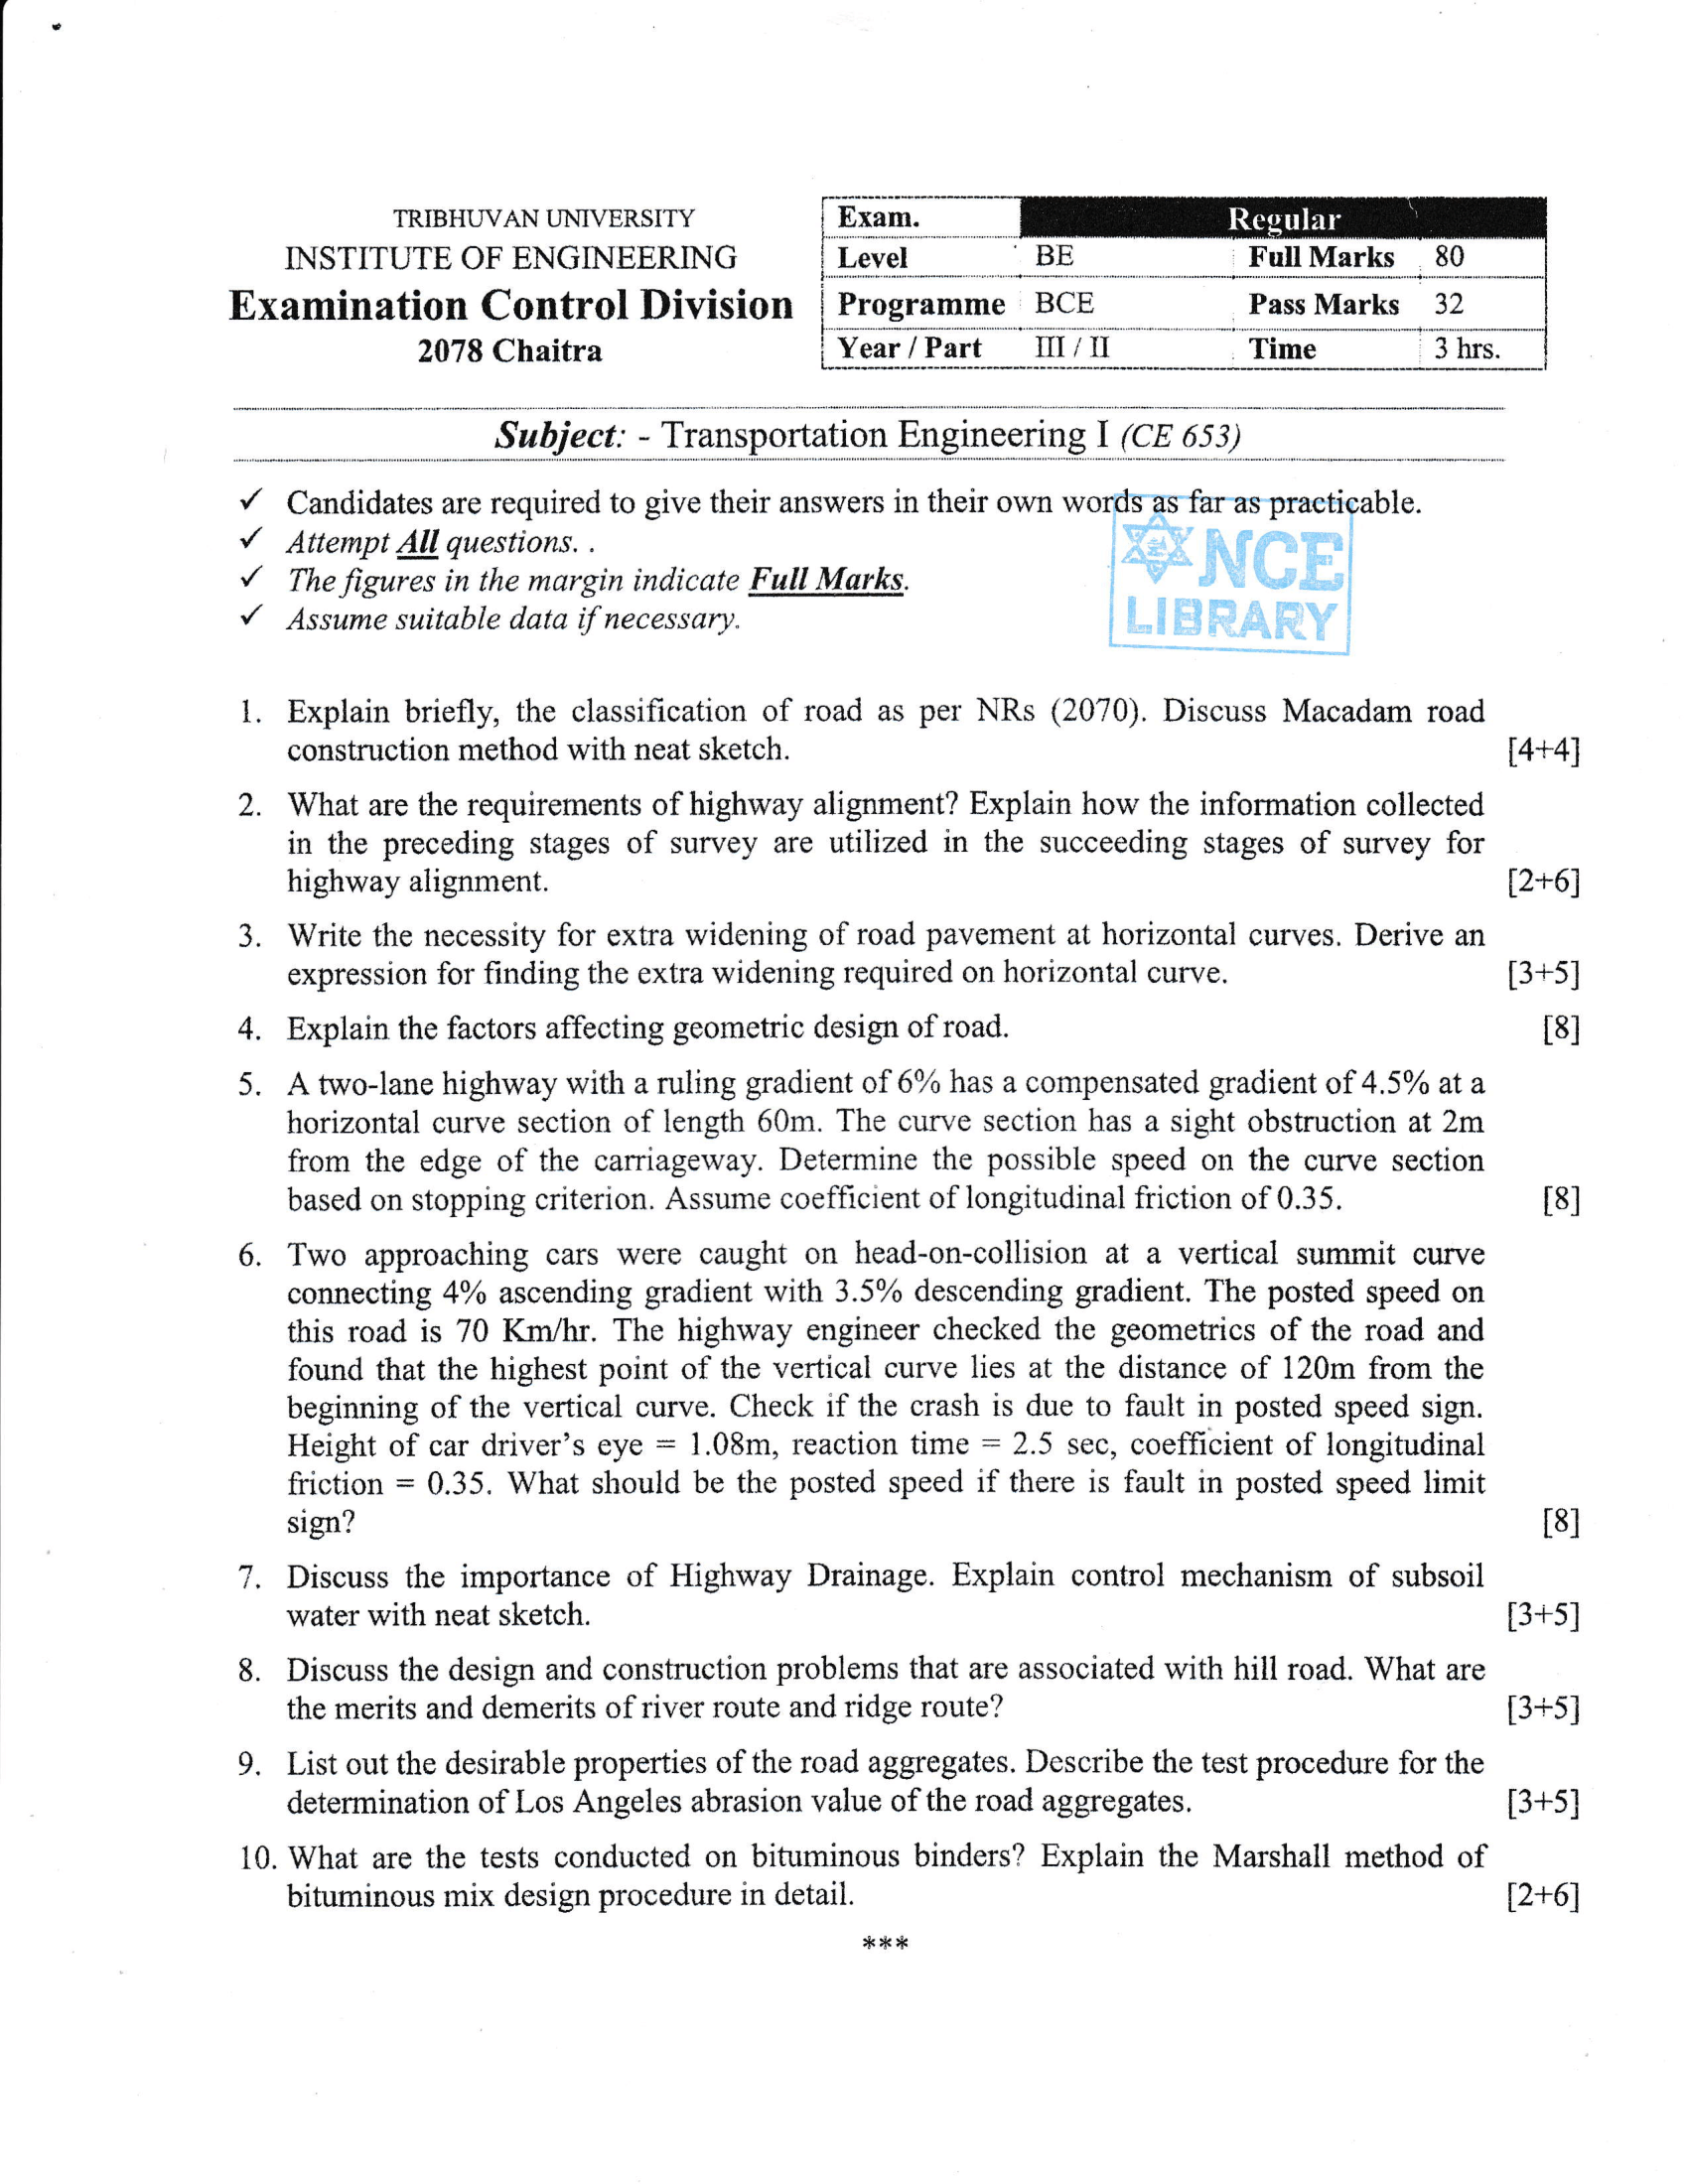 TRIBHUVAN UNIVERSITY
INSTITUTE OF ENGINEERING
Examination Control Division
2078 Chaitra
Exam. Regular
Level BE Full Marks 80
Programme BCE Pass Marks 32
Year / Part III / II Time 3 hrs.
Subject: - Transportation Engineering I (CE 653)
✓ Candidates are required to give their answers in their own words as far as practicable.
✓ Attempt All questions. .
✓ The figures in the margin indicate Full Marks.
✓ Assume suitable data if necessary.
NCE
LIBRARY
1. Explain briefly, the classification of road as per NRs (2070). Discuss Macadam road
construction method with neat sketch. [4+4]
2. What are the requirements of highway alignment? Explain how the information collected
in the preceding stages of survey are utilized in the succeeding stages of survey for
highway alignment. [2+6]
3. Write the necessity for extra widening of road pavement at horizontal curves. Derive an
expression for finding the extra widening required on horizontal curve. [3+5]
4. Explain the factors affecting geometric design of road. [8]
5. A two-lane highway with a ruling gradient of 6% has a compensated gradient of 4.5% at a
horizontal curve section of length 60m. The curve section has a sight obstruction at 2m
from the edge of the carriageway. Determine the possible speed on the curve section
based on stopping criterion. Assume coefficient of longitudinal friction of 0.35. [8]
6. Two approaching cars were caught on head-on-collision at a vertical summit curve
connecting 4% ascending gradient with 3.5% descending gradient. The posted speed on
this road is 70 Km/hr. The highway engineer checked the geometrics of the road and
found that the highest point of the vertical curve lies at the distance of 120m from the
beginning of the vertical curve. Check if the crash is due to fault in posted speed sign.
Height of car driver's eye = 1.08m, reaction time = 2.5 sec, coefficient of longitudinal
friction = 0.35. What should be the posted speed if there is fault in posted speed limit
sign? [8]
7. Discuss the importance of Highway Drainage. Explain control mechanism of subsoil
water with neat sketch. [3+5]
8. Discuss the design and construction problems that are associated with hill road. What are
the merits and demerits of river route and ridge route? [3+5]
9. List out the desirable properties of the road aggregates. Describe the test procedure for the
determination of Los Angeles abrasion value of the road aggregates. [3+5]
10. What are the tests conducted on bituminous binders? Explain the Marshall method of
bituminous mix design procedure in detail. [2+6]
***